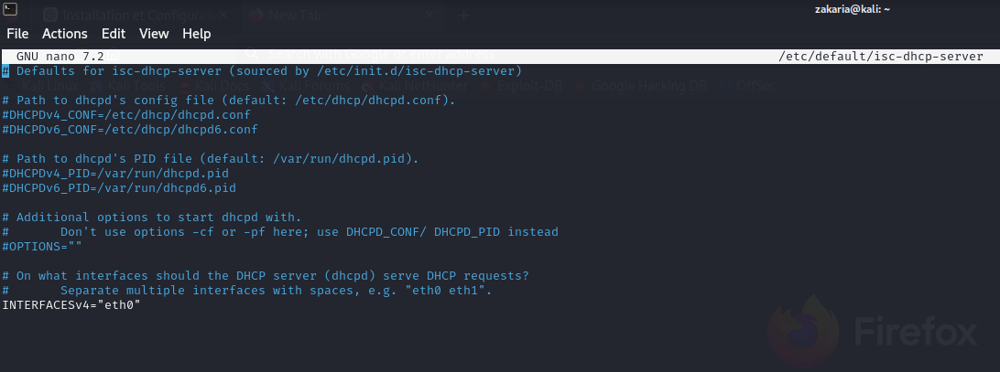 Installation et Configura
New Tab
zakaria@kali: ~
File Actions Edit View Help
Search with Google or enter address
GNU nano 7.2 /etc/default/isc-dhcp-server
# Defaults for isc-dhcp-server (sourced by /etc/init.d/isc-dhcp-server)
Kali Linux Kali Tools Kali Docs Kali Forums Kali NetHunter Exploit-DB Google Hacking DB OffSec
# Path to dhcpd's config file (default: /etc/dhcp/dhcpd.conf).
#DHCPDv4_CONF=/etc/dhcp/dhcpd.conf
#DHCPDv6_CONF=/etc/dhcp/dhcpd6.conf
# Path to dhcpd's PID file (default: /var/run/dhcpd.pid).
#DHCPDv4_PID=/var/run/dhcpd.pid
#DHCPDv6_PID=/var/run/dhcpd6.pid
# Additional options to start dhcpd with.
#       Don't use options -cf or -pf here; use DHCPD_CONF/ DHCPD_PID instead
#OPTIONS=""
# On what interfaces should the DHCP server (dhcpd) serve DHCP requests?
#       Separate multiple interfaces with spaces, e.g. "eth0 eth1".
INTERFACESv4="eth0"
Firefox